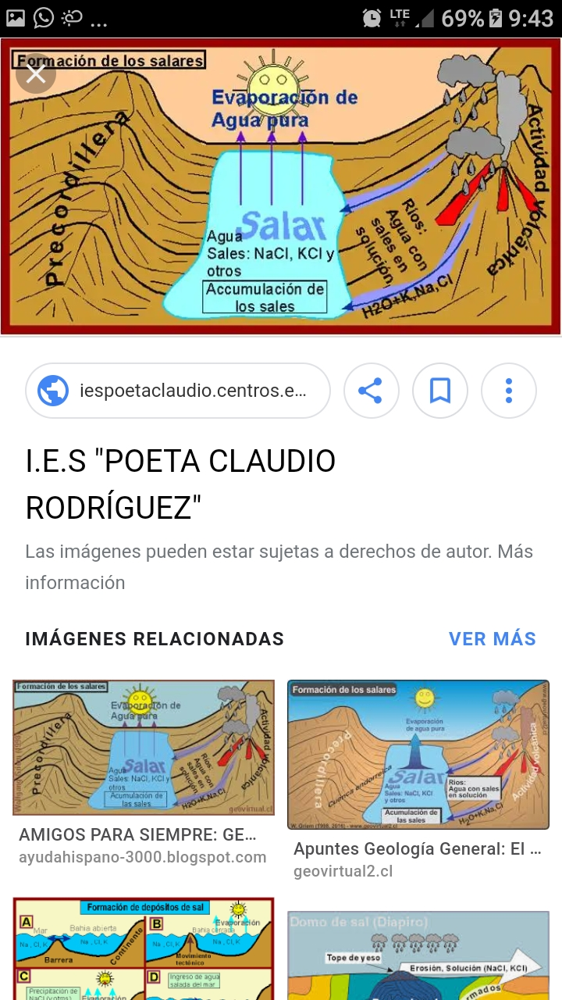 LTE 69% 9:43
Formación de los salares
Evaporación de
Agua pura
Precordillera
Actividad volcánica
Salar
Agua
Sales: NaCl, KCl y
otros
Accumulación de
los sales
Ríos:
Agua con
sales en
solución
H2O+K,Na,Cl
iespoetaclaudio.centros.e...
I.E.S "POETA CLAUDIO
RODRÍGUEZ"
Las imágenes pueden estar sujetas a derechos de autor. Más
información
IMÁGENES RELACIONADAS
VER MÁS
Formación de los salares
Evaporación de
Agua pura
Precordillera
Actividad Volcánica
Salar
Agua
Sales: NaCl, KCl y
otros
Acumulación de
las sales
Ríos:
Agua con
sales en
solución
H2O+K,Na,Cl
geovirtual.cl
AMIGOS PARA SIEMPRE: GE...
ayudahispano-3000.blogspot.com
Formación de los salares
Evaporación
de agua pura
Precordillera
Cuenca endorreica
Actividad volcánica
Salar
Agua
Sales: NaCl, KCl
y otros
Acumulación de
las sales
Ríos:
Agua con sales
en solución
H2O+K,Na,Cl
W. Griem (1998, 2016) - www.geovirtual2.cl
Apuntes Geología General: El ...
geovirtual2.cl
Formación de depósitos de sal
A
Mar
Bahia abierta
Na , Cl, K
Na , Cl, K
Barrera
Continente
B
Evaporación
Bahia cerrada
Na , Cl, K
Na , Cl, K
Movimiento
tectónico
C
Precipitación de
NaCl (y otros)
Evaporación
D
Ingreso de agua
salada del mar
Domo de sal (Diapiro)
Tope de yeso
Erosión, Solución (NaCl, KCl)